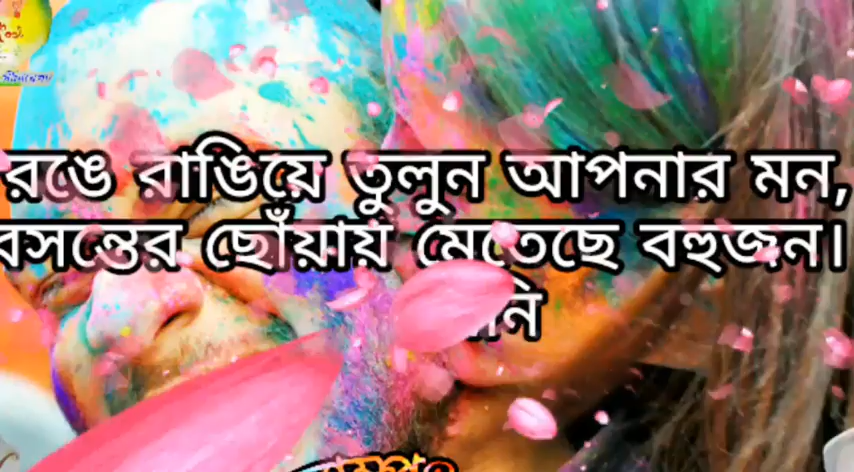 রঙে রাঙিয়ে তুলুন আপনার মন,
বসন্তের ছোঁয়ায় মেতেছে বহুজন।